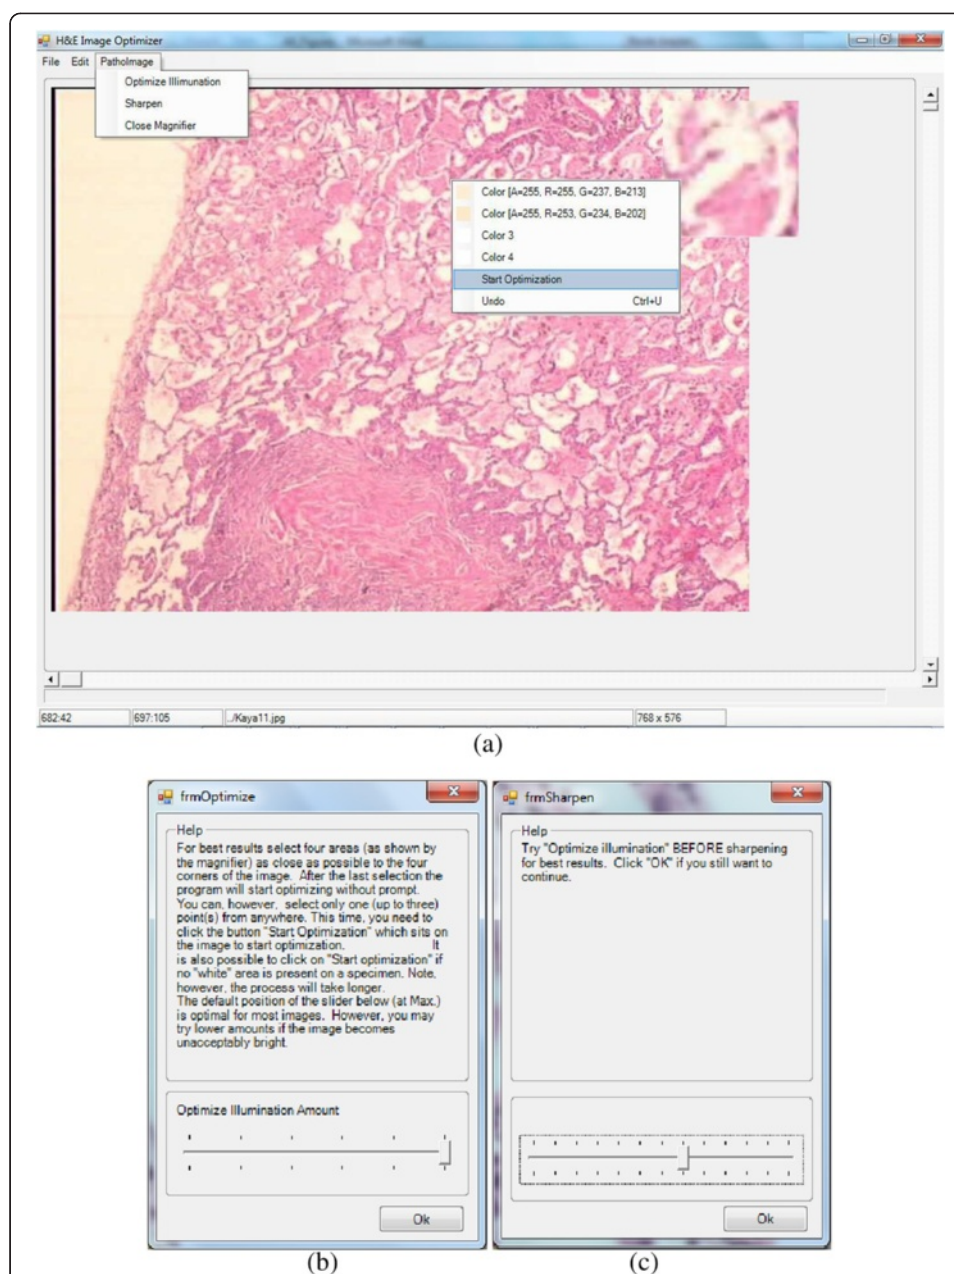 H&E Image Optimizer
File Edit PathoImage
Optimize Illimunation
Sharpen
Close Magnifier
Color [A=255, R=255, G=237, B=213]
Color [A=255, R=253, G=234, B=202]
Color 3
Color 4
Start Optimization
Undo Ctrl+U
682:42 697:105 ../Kaya11.jpg 768 x 576
(a)
frmOptimize
Help
For best results select four areas (as shown by
the magnifier) as close as possible to the four
corners of the image. After the last selection the
program will start optimizing without prompt.
You can, however, select only one (up to three)
point(s) from anywhere. This time, you need to
click the button "Start Optimization" which sits on
the image to start optimization. It
is also possible to click on "Start optimization" if
no "white" area is present on a specimen. Note,
however, the process will take longer.
The default position of the slider below (at Max.)
is optimal for most images. However, you may
try lower amounts if the image becomes
unacceptably bright.
Optimize Illumination Amount
Ok
(b)
frmSharpen
Help
Try "Optimize illumination" BEFORE sharpening
for best results. Click "OK" if you still want to
continue.
Ok
(c)